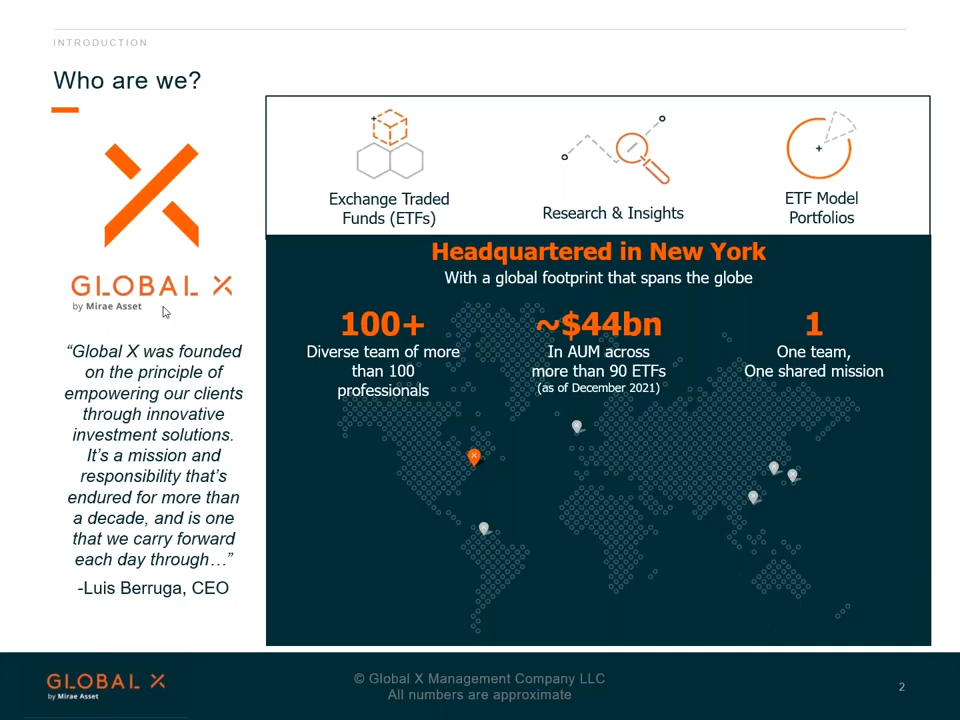 INTRODUCTION
Who are we?
GLOBAL X
by Mirae Asset
“Global X was founded
on the principle of
empowering our clients
through innovative
investment solutions.
It’s a mission and
responsibility that’s
endured for more than
a decade, and is one
that we carry forward
each day through…”
-Luis Berruga, CEO
Exchange Traded
Funds (ETFs)
Research & Insights
ETF Model
Portfolios
Headquartered in New York
With a global footprint that spans the globe
100+
Diverse team of more
than 100
professionals
~$44bn
In AUM across
more than 90 ETFs
(as of December 2021)
1
One team,
One shared mission
GLOBAL X
by Mirae Asset
© Global X Management Company LLC
All numbers are approximate
2